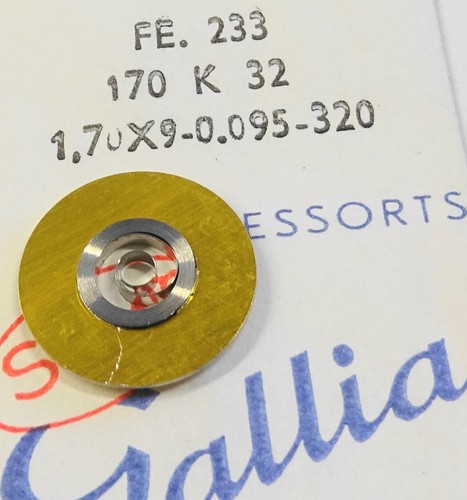 FE. 233
170 K 32
1,70X9-0.095-320
ESSORTS
S
Gallia